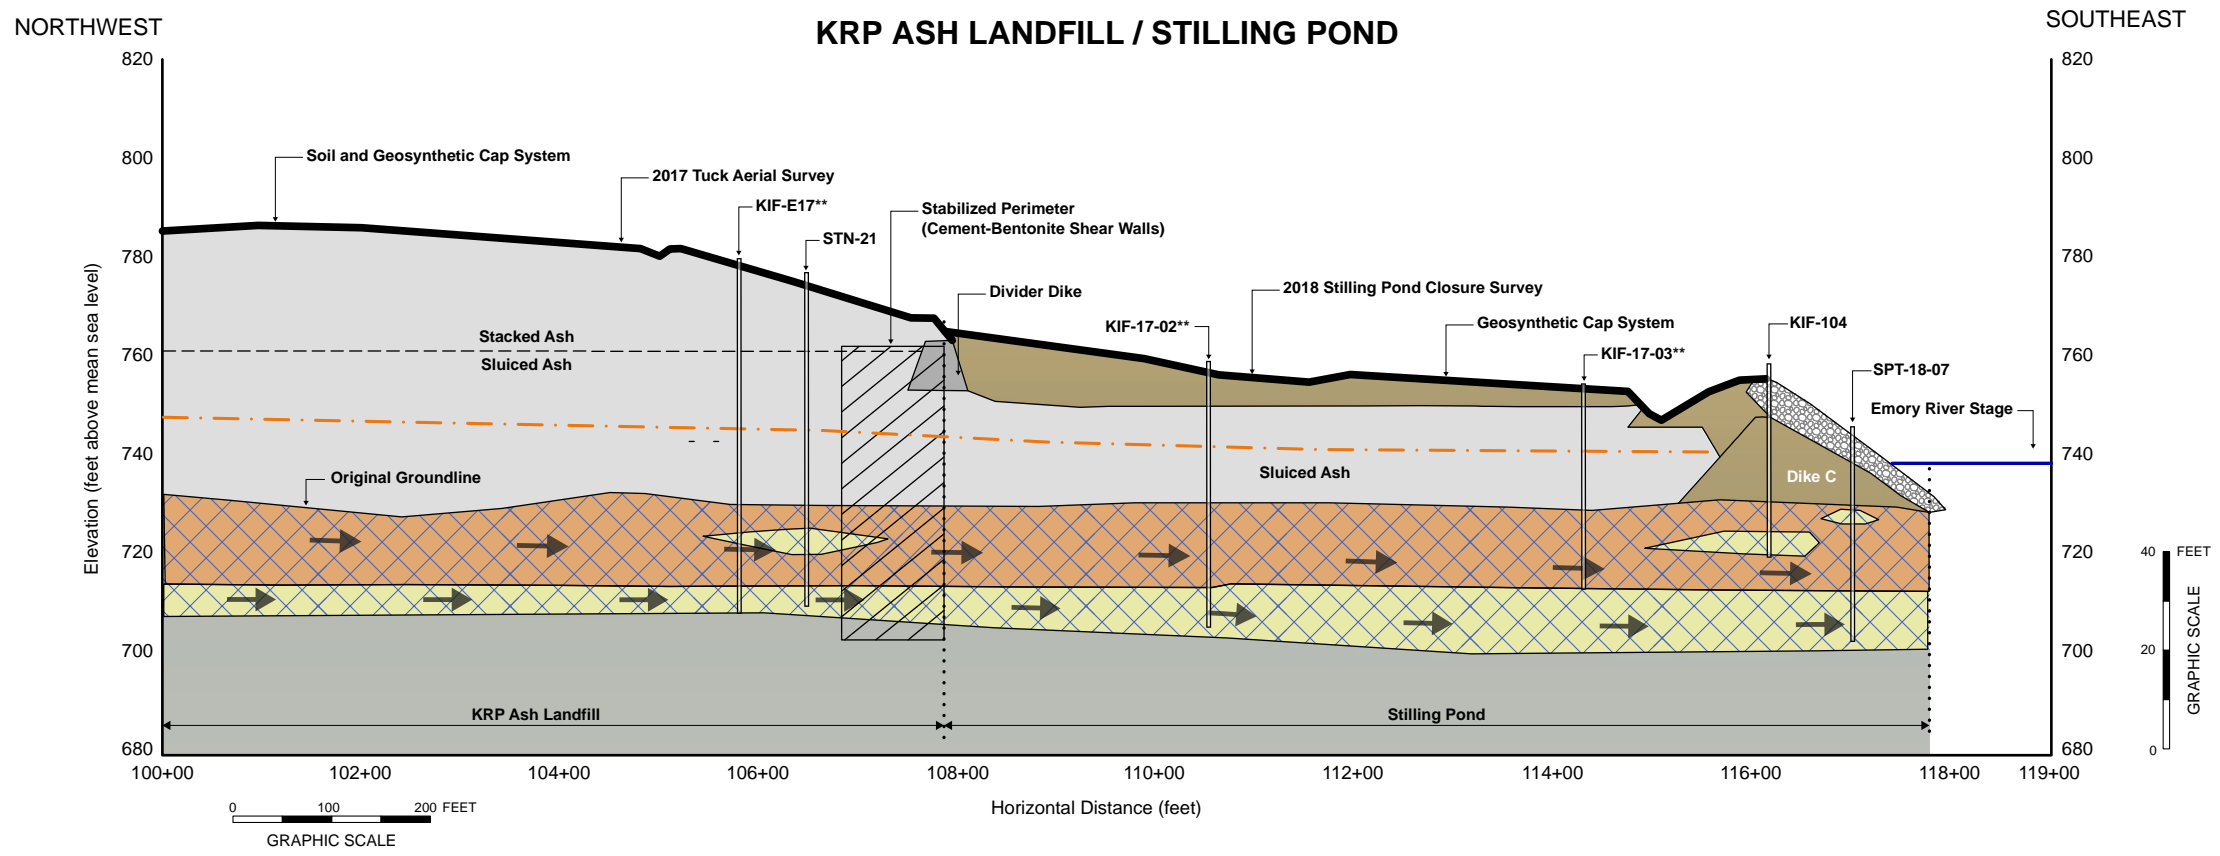 NORTHWEST
KRP ASH LANDFILL / STILLING POND
SOUTHEAST
820
820
800
800
780
780
760
760
740
740
720
720
700
700
680
680
Elevation (feet above mean sea level)
Soil and Geosynthetic Cap System
2017 Tuck Aerial Survey
KIF-E17**
STN-21
Stabilized Perimeter
(Cement-Bentonite Shear Walls)
Divider Dike
2018 Stilling Pond Closure Survey
KIF-17-02**
Geosynthetic Cap System
KIF-17-03**
KIF-104
SPT-18-07
Emory River Stage
Stacked Ash
Sluiced Ash
Original Groundline
Sluiced Ash
Dike C
40 FEET
20
0
GRAPHIC SCALE
KRP Ash Landfill
Stilling Pond
100+00
102+00
104+00
106+00
108+00
110+00
112+00
114+00
116+00
118+00
119+00
Horizontal Distance (feet)
0 100 200 FEET
GRAPHIC SCALE